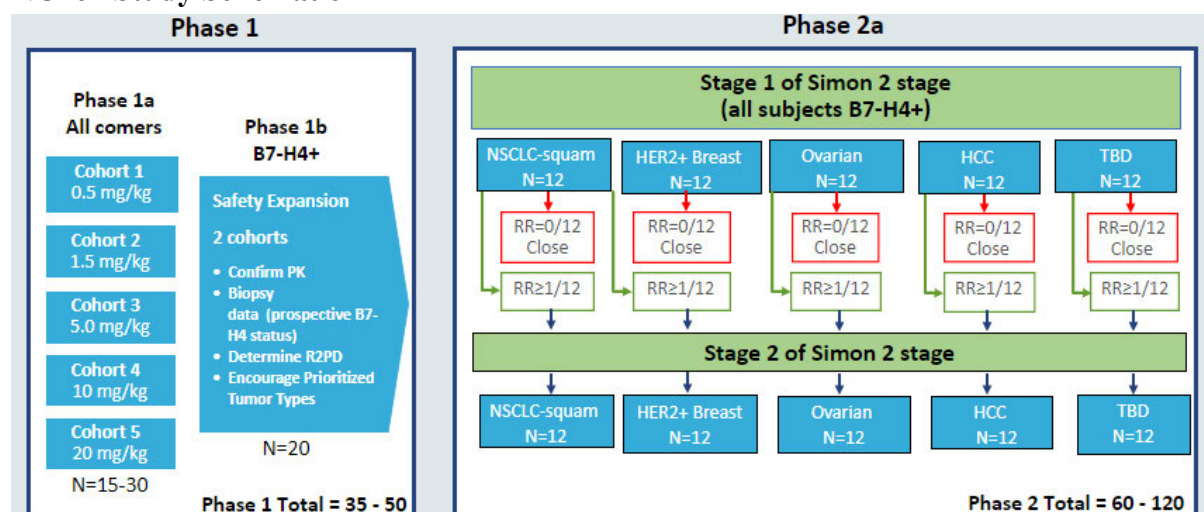 Phase 1
Phase 1a
All comers
Cohort 1
0.5 mg/kg
Cohort 2
1.5 mg/kg
Cohort 3
5.0 mg/kg
Cohort 4
10 mg/kg
Cohort 5
20 mg/kg
N=15-30
Phase 1b
B7-H4+
Safety Expansion
2 cohorts
• Confirm PK
• Biopsy
data (prospective B7-
H4 status)
• Determine R2PD
• Encourage Prioritized
Tumor Types
N=20
Phase 1 Total = 35 - 50
Phase 2a
Stage 1 of Simon 2 stage
(all subjects B7-H4+)
NSCLC-squam
N=12
HER2+ Breast
N=12
Ovarian
N=12
HCC
N=12
TBD
N=12
RR=0/12
Close
RR=0/12
Close
RR=0/12
Close
RR=0/12
Close
RR=0/12
Close
RR≥1/12
RR≥1/12
RR≥1/12
RR≥1/12
RR≥1/12
Stage 2 of Simon 2 stage
NSCLC-squam
N=12
HER2+ Breast
N=12
Ovarian
N=12
HCC
N=12
TBD
N=12
Phase 2 Total = 60 - 120